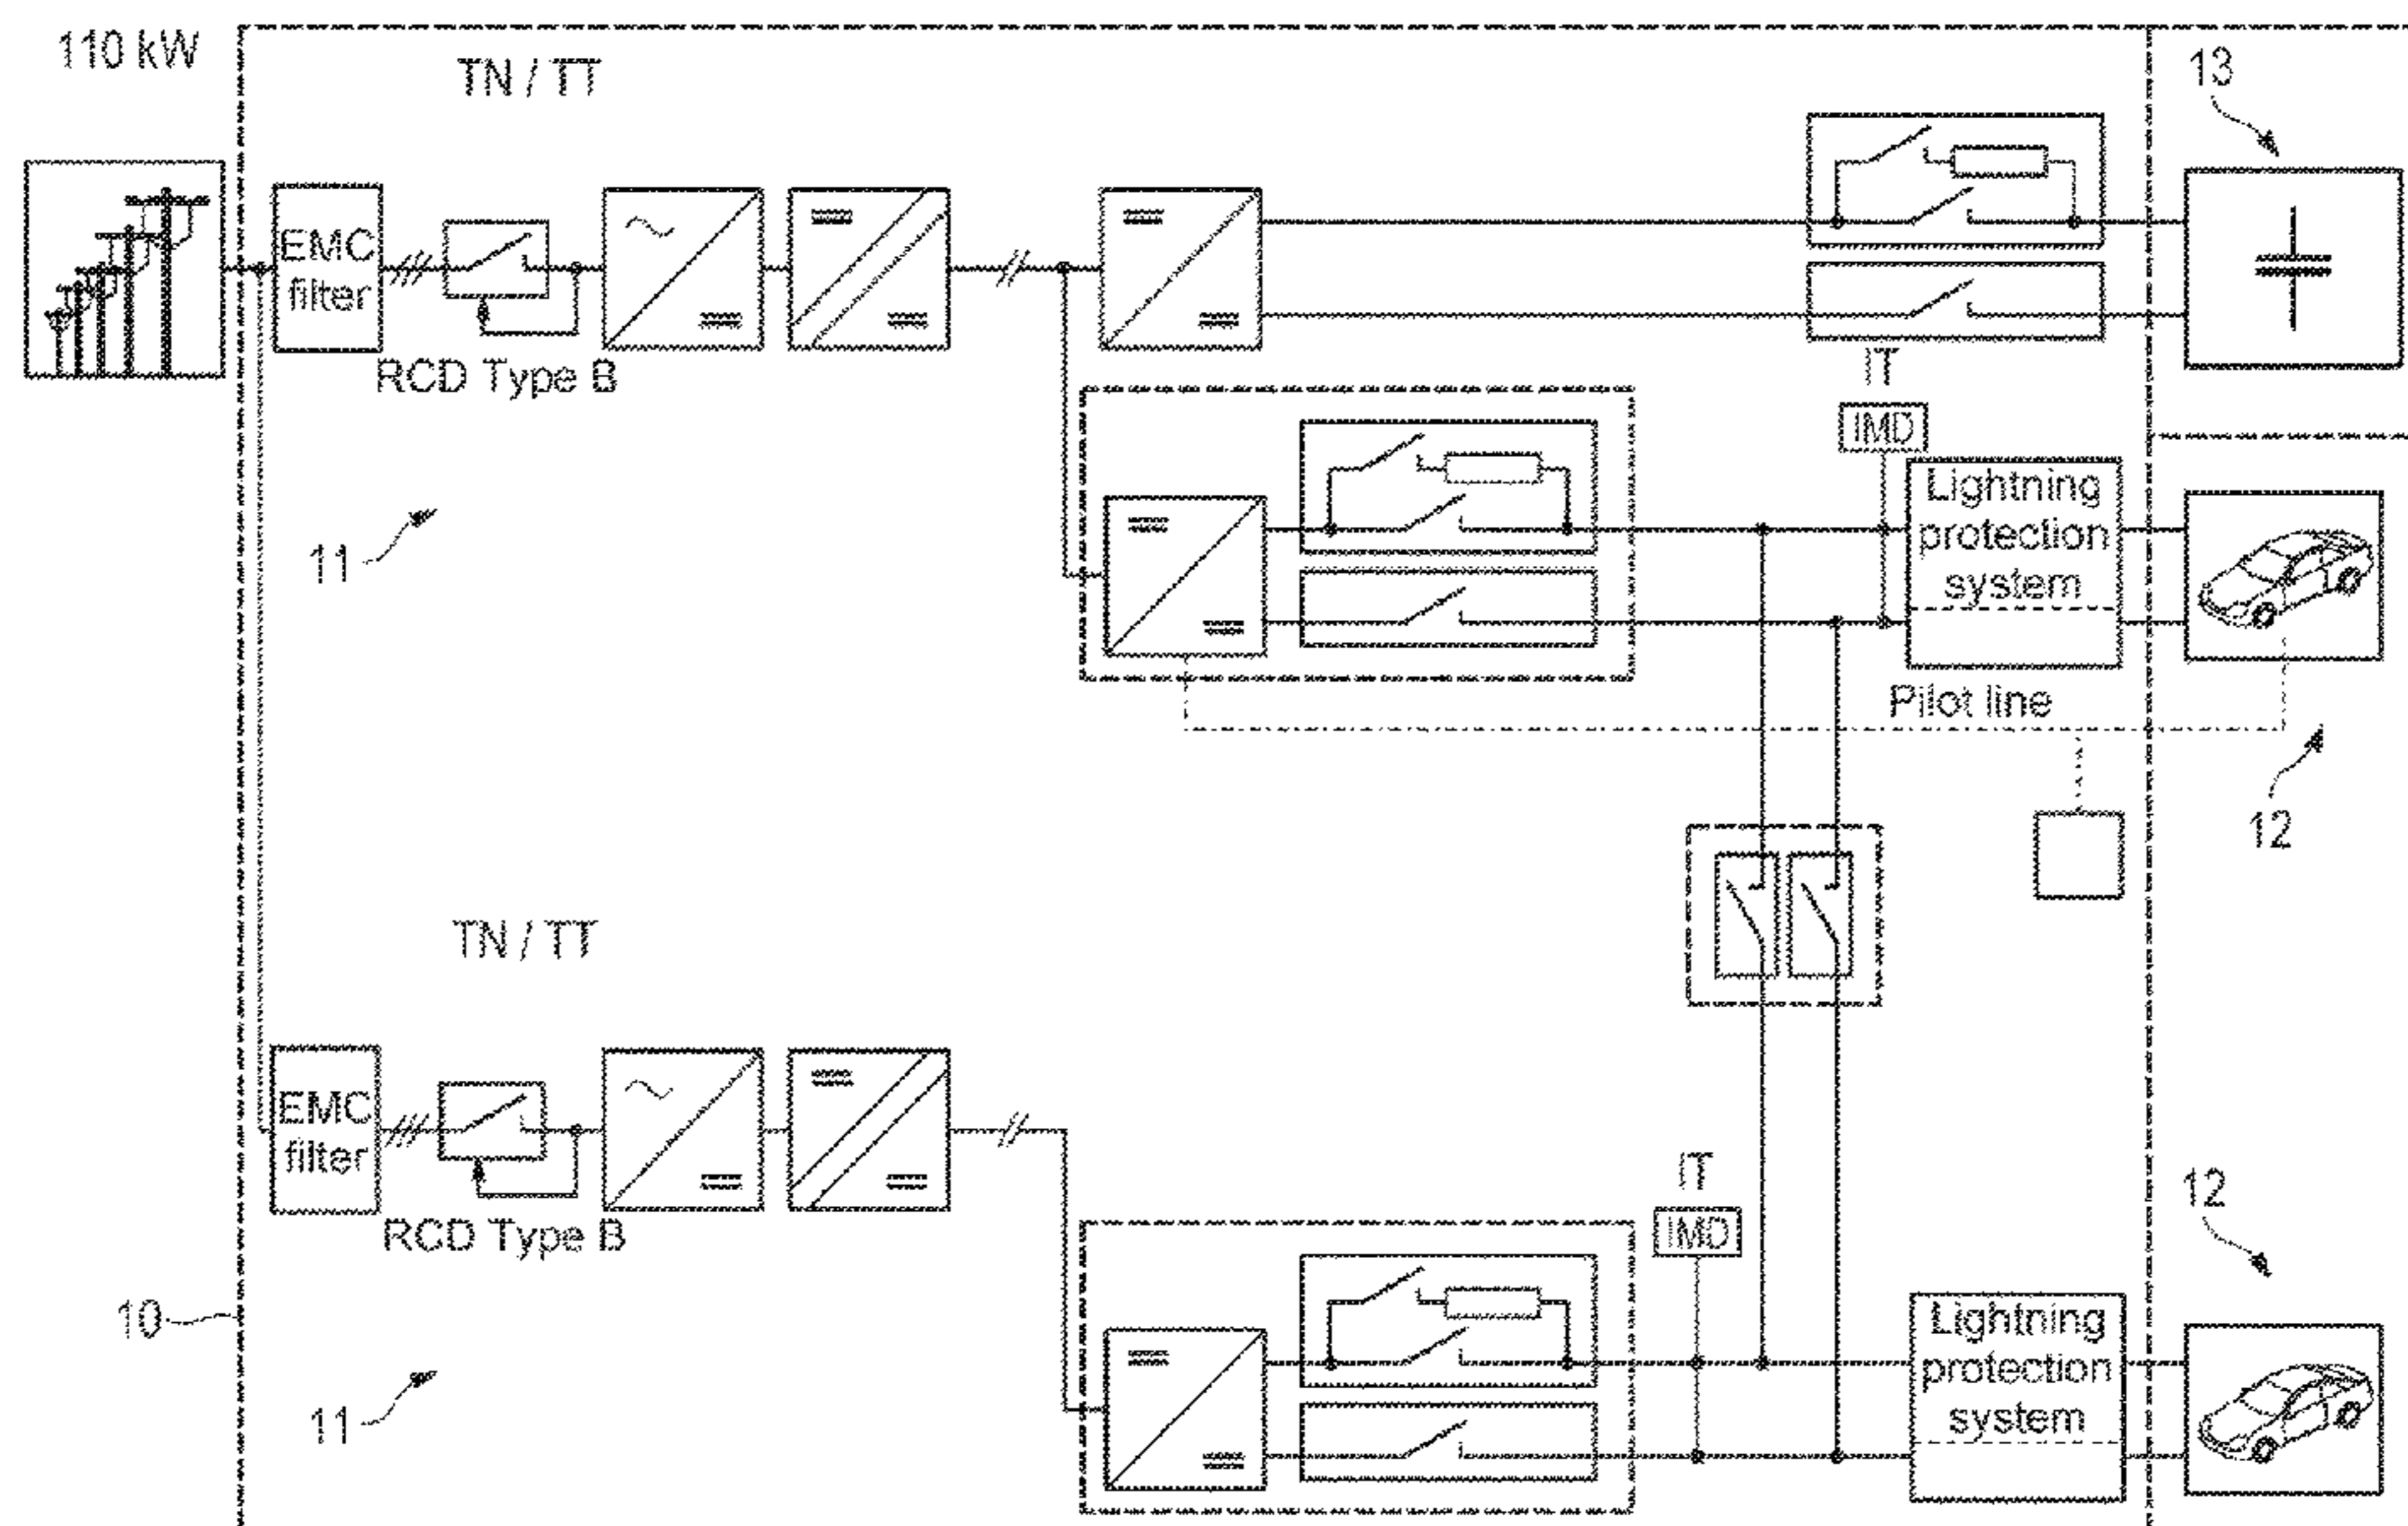 110 kW
TN / TT
13
EMC
filter
RCD Type B
IT
IMD
Lightning
protection
system
11
Pilot line
12
TN / TT
EMC
filter
RCD Type B
IT
IMD
12
10
Lightning
protection
system
11